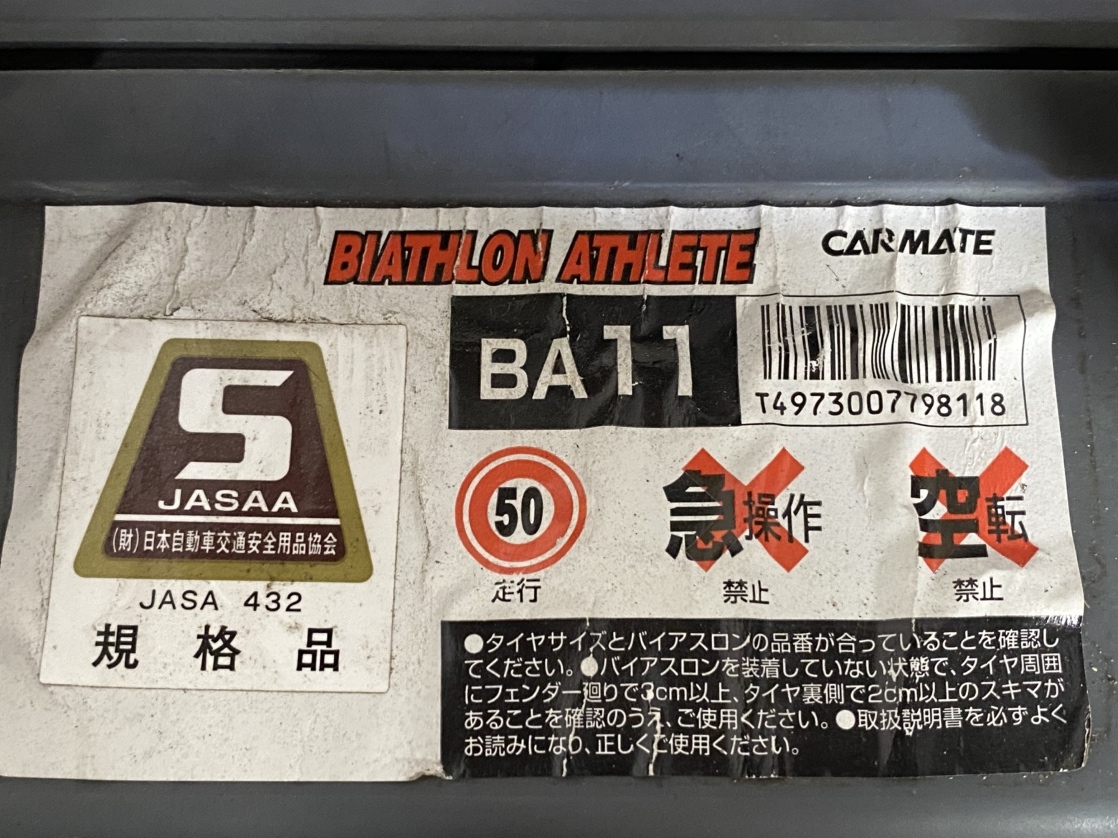 BIATHLON ATHLETE
CARMATE
BA11
T4973007798118
S
JASAA
(財)日本自動車交通安全用品協会
JASA 432
規格品
50
走行
急操作
禁止
空転
禁止
●タイヤサイズとバイアスロンの品番が合っていることを確認し
てください。●バイアスロンを装着していない状態で、タイヤ周囲
にフェンダー廻りで3cm以上、タイヤ裏側で2cm以上のスキマが
あることを確認のうえ、ご使用ください。●取扱説明書を必ずよく
お読みになり、正しくご使用ください。